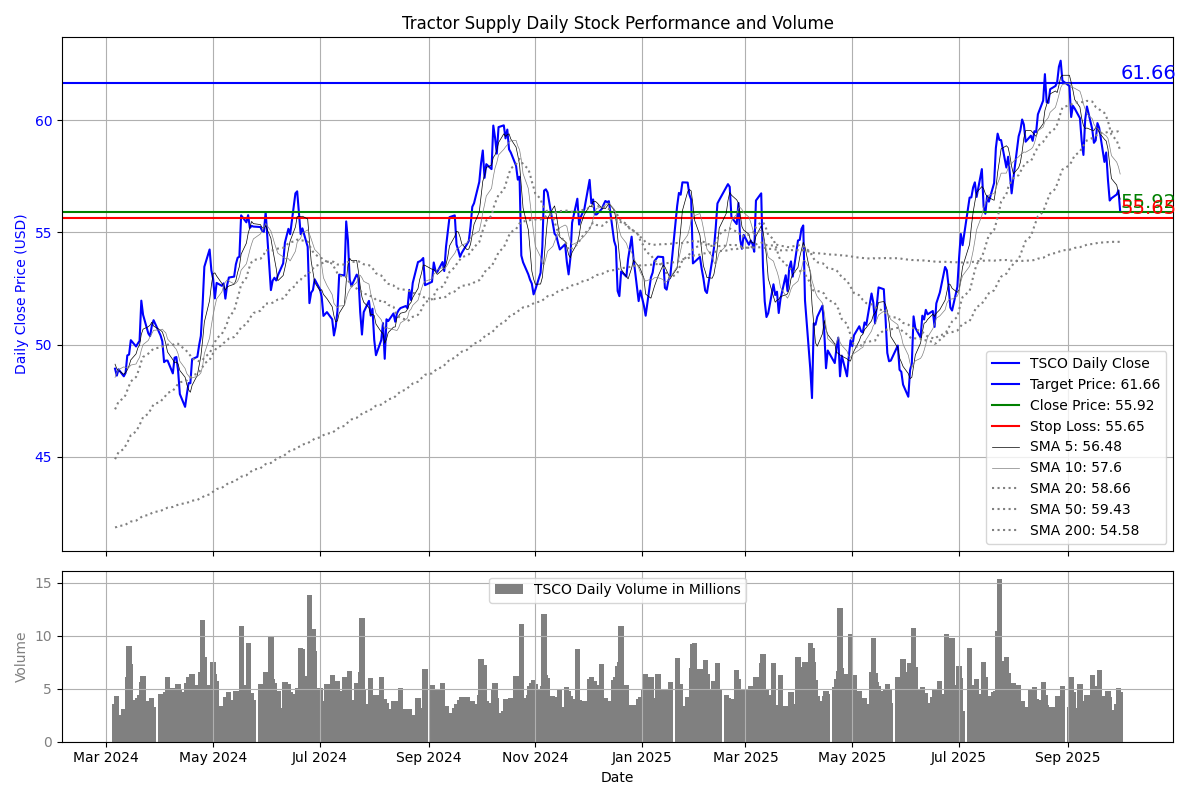 Tractor Supply Daily Stock Performance and Volume
Daily Close Price (USD)
60
55
50
45
61.66
55.92
55.65
TSCO Daily Close
Target Price: 61.66
Close Price: 55.92
Stop Loss: 55.65
SMA 5: 56.48
SMA 10: 57.6
SMA 20: 58.66
SMA 50: 59.43
SMA 200: 54.58
Volume
15
10
5
0
TSCO Daily Volume in Millions
Mar 2024 May 2024 Jul 2024 Sep 2024 Nov 2024 Jan 2025 Mar 2025 May 2025 Jul 2025 Sep 2025
Date